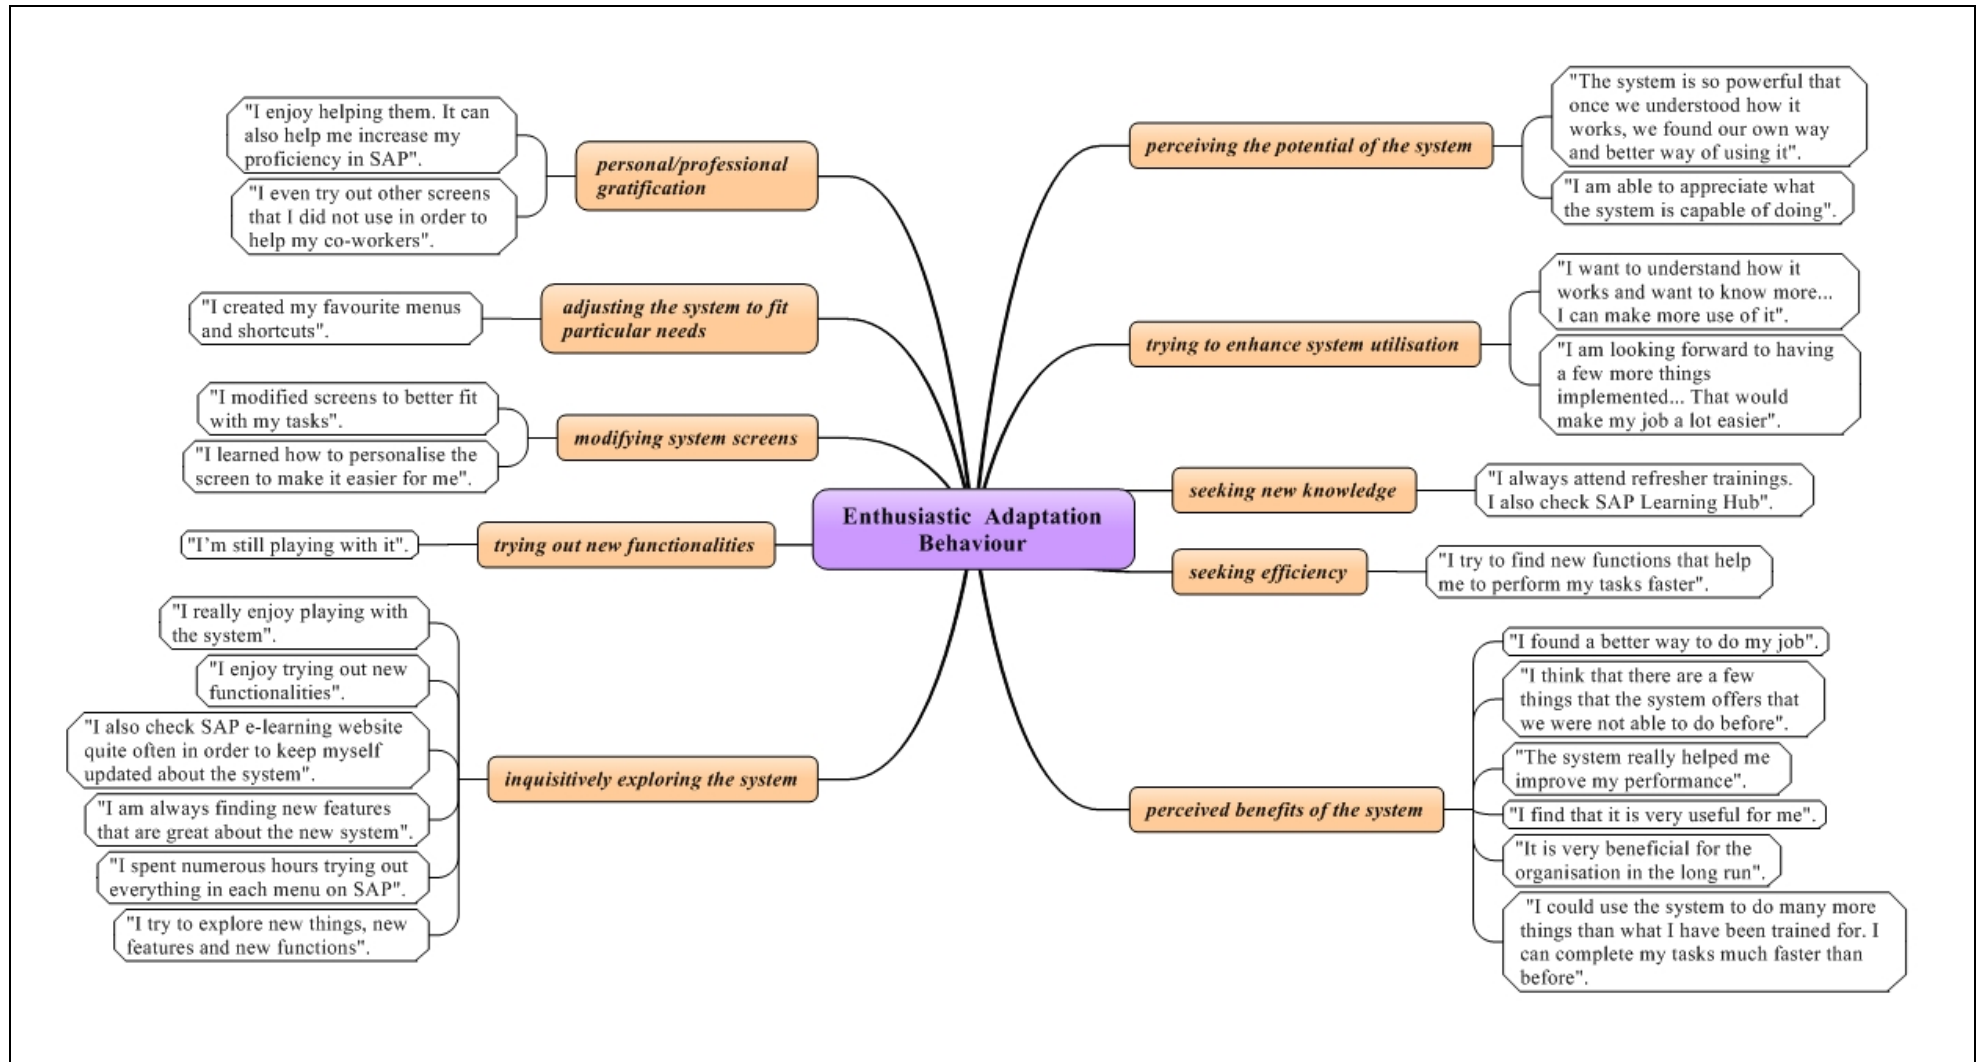 Enthusiastic Adaptation
Behaviour
personal/professional
gratification
"I enjoy helping them. It can
also help me increase my
proficiency in SAP".
"I even try out other screens
that I did not use in order to
help my co-workers".
adjusting the system to fit
particular needs
"I created my favourite menus
and shortcuts".
modifying system screens
"I modified screens to better fit
with my tasks".
"I learned how to personalise the
screen to make it easier for me".
trying out new functionalities
"I'm still playing with it".
inquisitively exploring the system
"I really enjoy playing with
the system".
"I enjoy trying out new
functionalities".
"I also check SAP e-learning website
quite often in order to keep myself
updated about the system".
"I am always finding new features
that are great about the new system".
"I spent numerous hours trying out
everything in each menu on SAP".
"I try to explore new things, new
features and new functions".
perceiving the potential of the system
"The system is so powerful that
once we understood how it
works, we found our own way
and better way of using it".
"I am able to appreciate what
the system is capable of doing".
trying to enhance system utilisation
"I want to understand how it
works and want to know more...
I can make more use of it".
"I am looking forward to having
a few more things
implemented... That would
make my job a lot easier".
seeking new knowledge
"I always attend refresher trainings.
I also check SAP Learning Hub".
seeking efficiency
"I try to find new functions that help
me to perform my tasks faster".
perceived benefits of the system
"I found a better way to do my job".
"I think that there are a few
things that the system offers that
we were not able to do before".
"The system really helped me
improve my performance".
"I find that it is very useful for me".
"It is very beneficial for the
organisation in the long run".
"I could use the system to do many more
things than what I have been trained for. I
can complete my tasks much faster than
before".